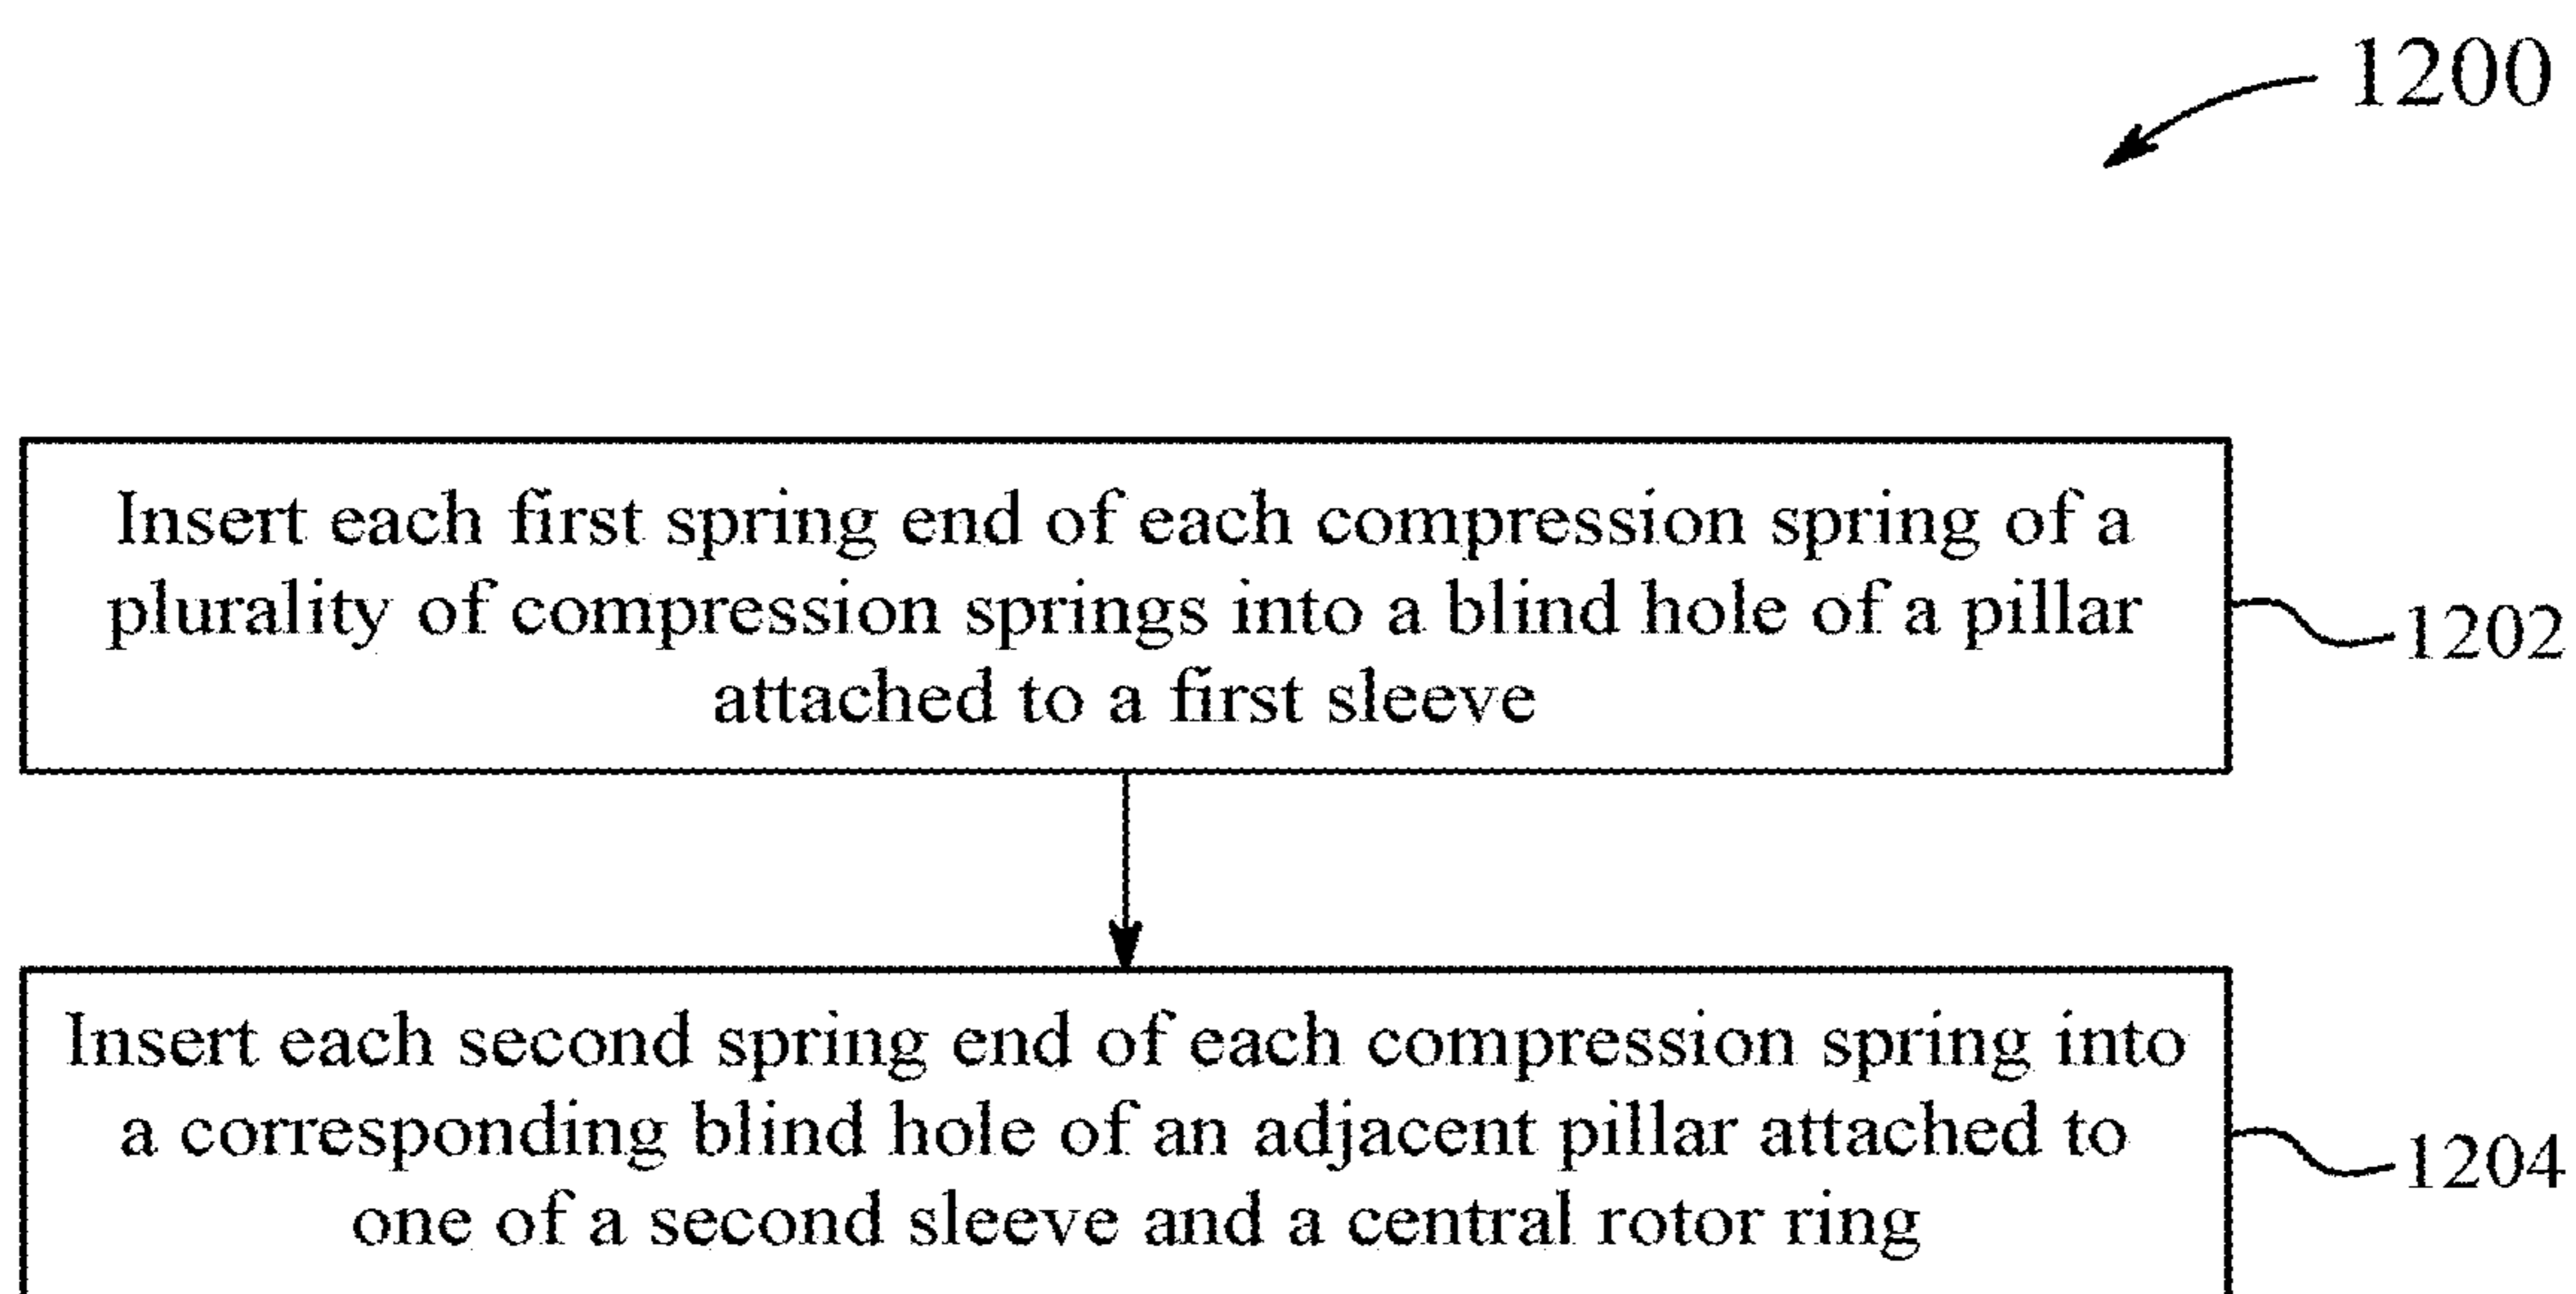 1200
Insert each first spring end of each compression spring of a
plurality of compression springs into a blind hole of a pillar
attached to a first sleeve
1202
Insert each second spring end of each compression spring into
a corresponding blind hole of an adjacent pillar attached to
one of a second sleeve and a central rotor ring
1204